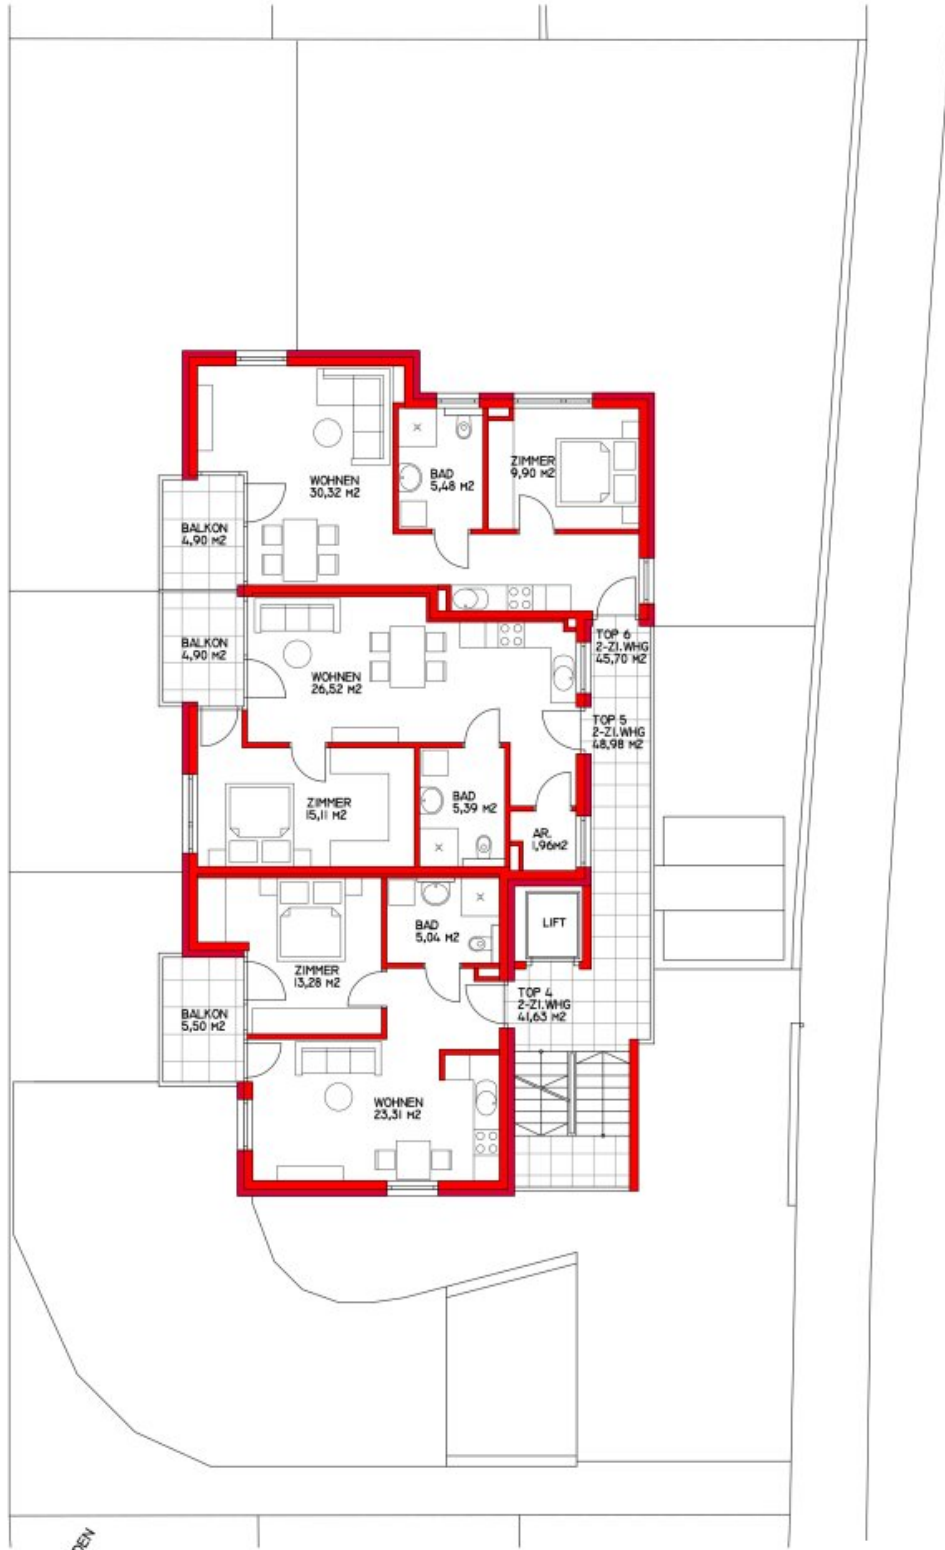 WOHNEN
30,32 M2
BAD
5,48 M2
ZIMMER
9,90 M2
BALKON
4,90 M2
BALKON
4,90 M2
WOHNEN
26,52 M2
TOP 6
2-ZI.WHG
45,70 M2
TOP 5
2-ZI.WHG
48,98 M2
ZIMMER
15,11 M2
BAD
5,39 M2
AR.
1,96M2
BAD
5,04 M2
LIFT
ZIMMER
13,28 M2
TOP 4
2-ZI.WHG
41,63 M2
BALKON
5,50 M2
WOHNEN
23,31 M2
DEN